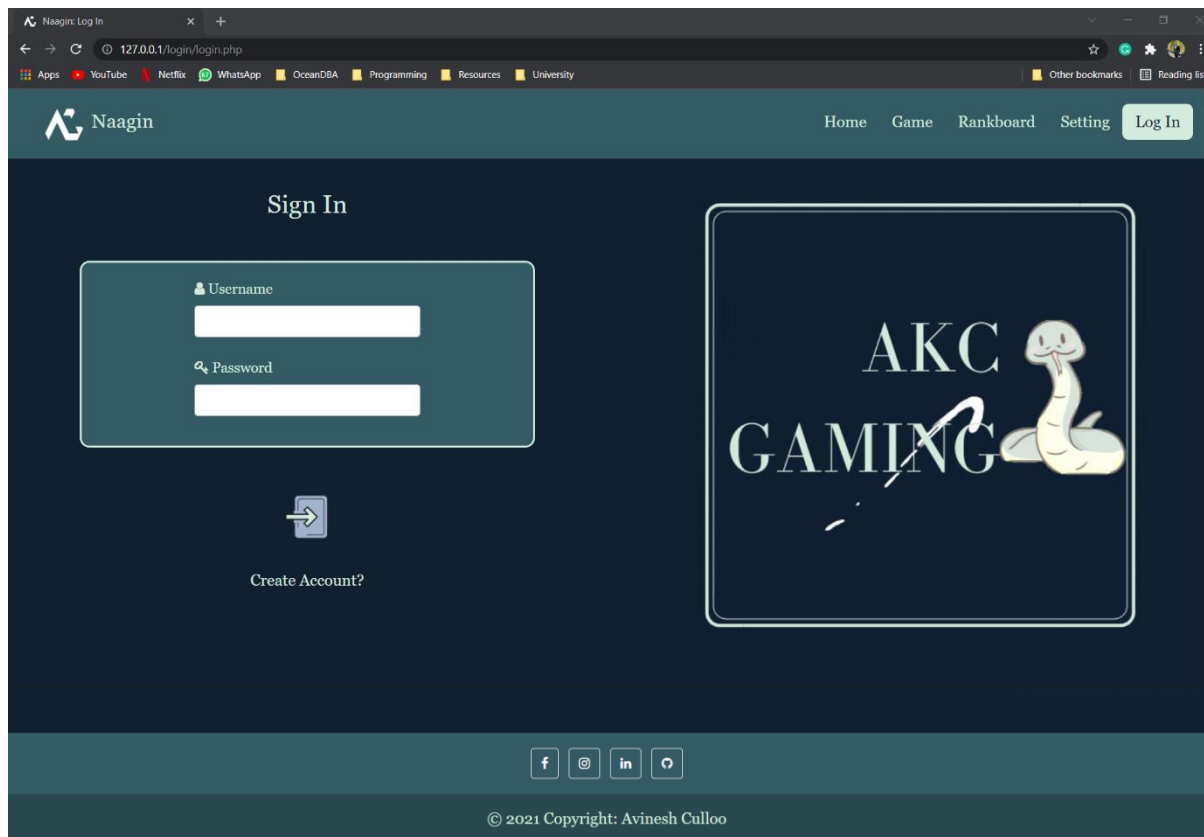 Naagin: Log In
127.0.0.1/login/login.php
Apps YouTube Netflix WhatsApp OceanDBA Programming Resources University Other bookmarks Reading lis
Naagin Home Game Rankboard Setting Log In
Sign In
Username
Password
Create Account?
AKC
GAMING
© 2021 Copyright: Avinesh Culloo